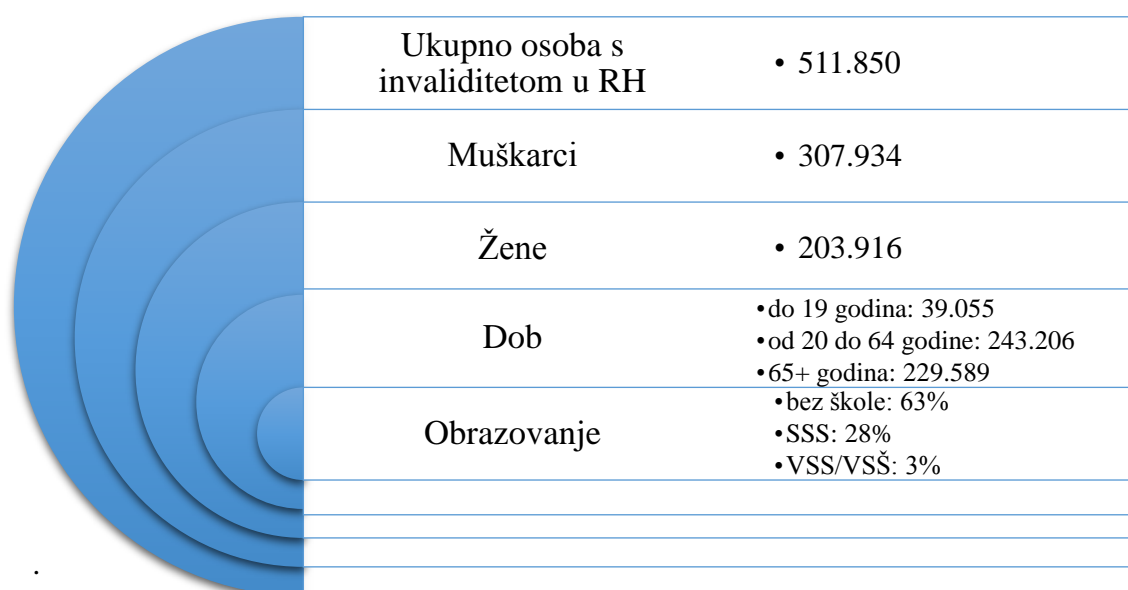 Ukupno osoba s
invaliditetom u RH
• 511.850
Muškarci
• 307.934
Žene
• 203.916
Dob
•do 19 godina: 39.055
•od 20 do 64 godine: 243.206
•65+ godina: 229.589
Obrazovanje
•bez škole: 63%
•SSS: 28%
•VSS/VSŠ: 3%
.